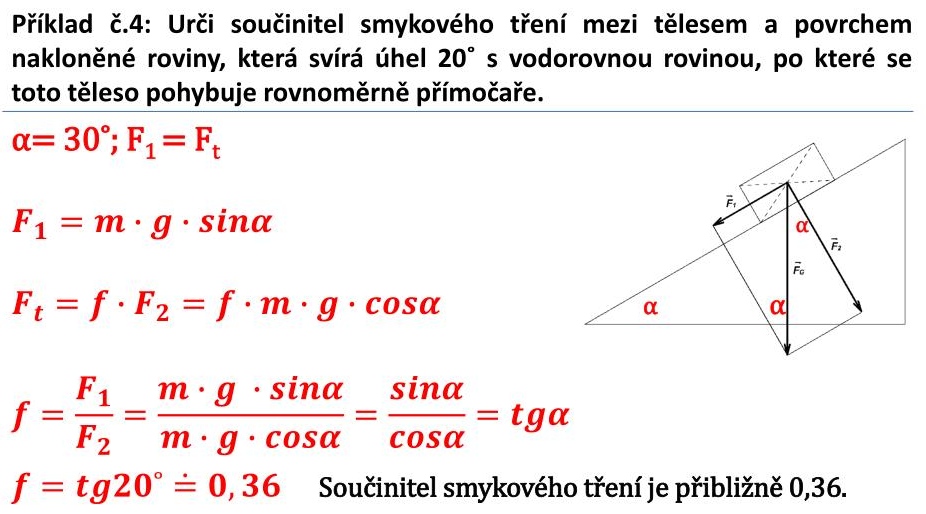 Příklad č.4: Urči součinitel smykového tření mezi tělesem a povrchem
nakloněné roviny, která svírá úhel 20° s vodorovnou rovinou, po které se
toto těleso pohybuje rovnoměrně přímočaře.
α= 30°; F₁ = Fₜ
F₁ = m · g · sinα
Fₜ = f · F₂ = f · m · g · cosα
f = F₁/F₂ = (m · g · sinα)/(m · g · cosα) = sinα/cosα = tgα
f = tg20° ≐ 0,36 Součinitel smykového tření je přibližně 0,36.
F₁
α
F₂
F_G
α
α